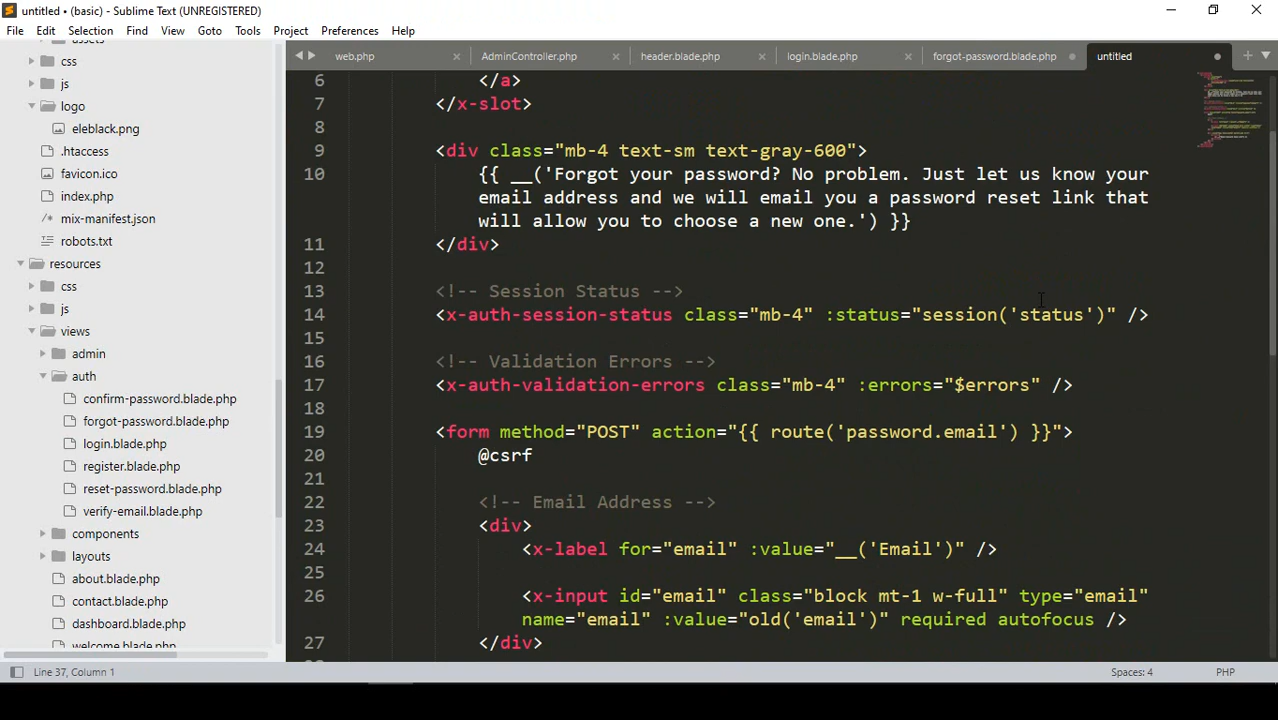 untitled • (basic) - Sublime Text (UNREGISTERED)
File Edit Selection Find View Goto Tools Project Preferences Help
web.php AdminController.php header.blade.php login.blade.php forgot-password.blade.php untitled
assets
css
js
logo
eleblack.png
.htaccess
favicon.ico
index.php
mix-manifest.json
robots.txt
resources
css
js
views
admin
auth
confirm-password.blade.php
forgot-password.blade.php
login.blade.php
register.blade.php
reset-password.blade.php
verify-email.blade.php
components
layouts
about.blade.php
contact.blade.php
dashboard.blade.php
welcome.blade.php
6 </a>
7 </x-slot>
8
9 <div class="mb-4 text-sm text-gray-600">
10 {{ __('Forgot your password? No problem. Just let us know your
email address and we will email you a password reset link that
will allow you to choose a new one.') }}
11 </div>
12
13 <!-- Session Status -->
14 <x-auth-session-status class="mb-4" :status="session('status')" />
15
16 <!-- Validation Errors -->
17 <x-auth-validation-errors class="mb-4" :errors="$errors" />
18
19 <form method="POST" action="{{ route('password.email') }}">
20 @csrf
21
22 <!-- Email Address -->
23 <div>
24 <x-label for="email" :value="__('Email')" />
25
26 <x-input id="email" class="block mt-1 w-full" type="email"
name="email" :value="old('email')" required autofocus />
27 </div>
Line 37, Column 1 Spaces: 4 PHP